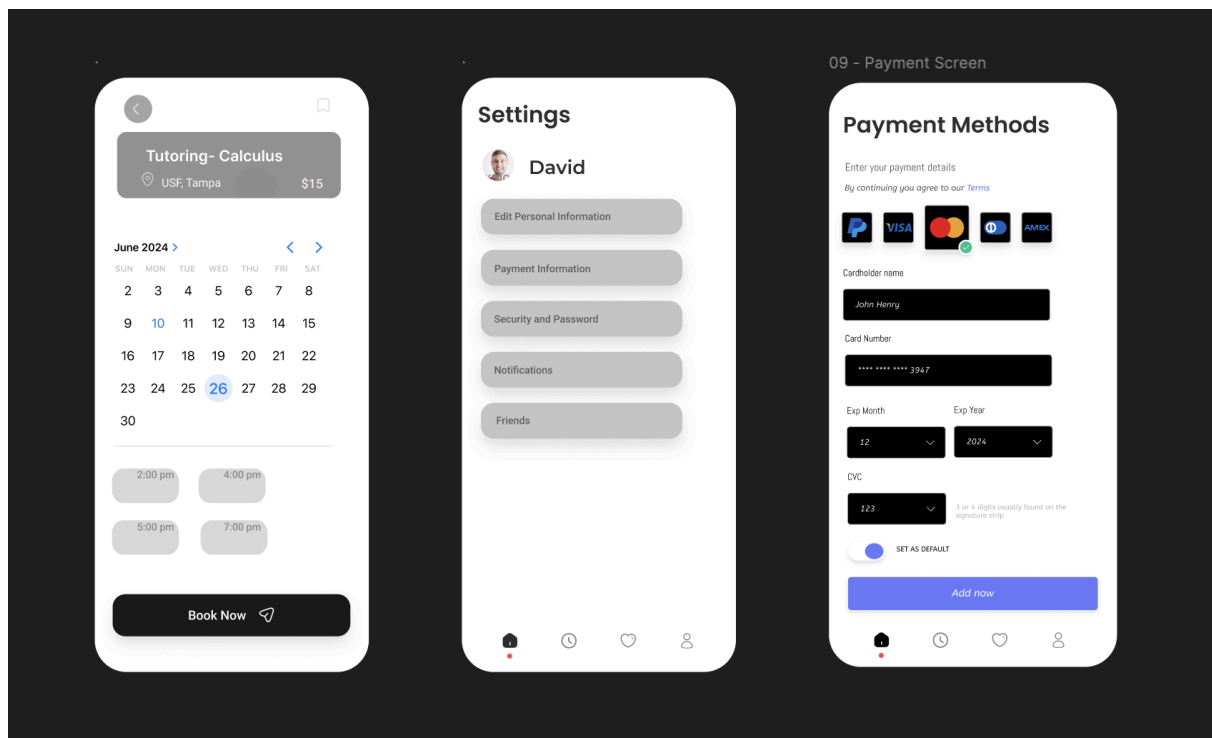 Tutoring- Calculus
USF, Tampa
$15
June 2024
SUN MON TUE WED THU FRI SAT
2 3 4 5 6 7 8
9 10 11 12 13 14 15
16 17 18 19 20 21 22
23 24 25 26 27 28 29
30
2:00 pm 4:00 pm
5:00 pm 7:00 pm
Book Now
Settings
David
Edit Personal Information
Payment Information
Security and Password
Notifications
Friends
09 - Payment Screen
Payment Methods
Enter your payment details
By continuing you agree to our Terms
VISA
AMEX
Cardholder name
John Henry
Card Number
**** **** **** 3947
Exp Month Exp Year
12 2024
CVC
123
3 or 4 digits usually found on the
signature strip
SET AS DEFAULT
Add now